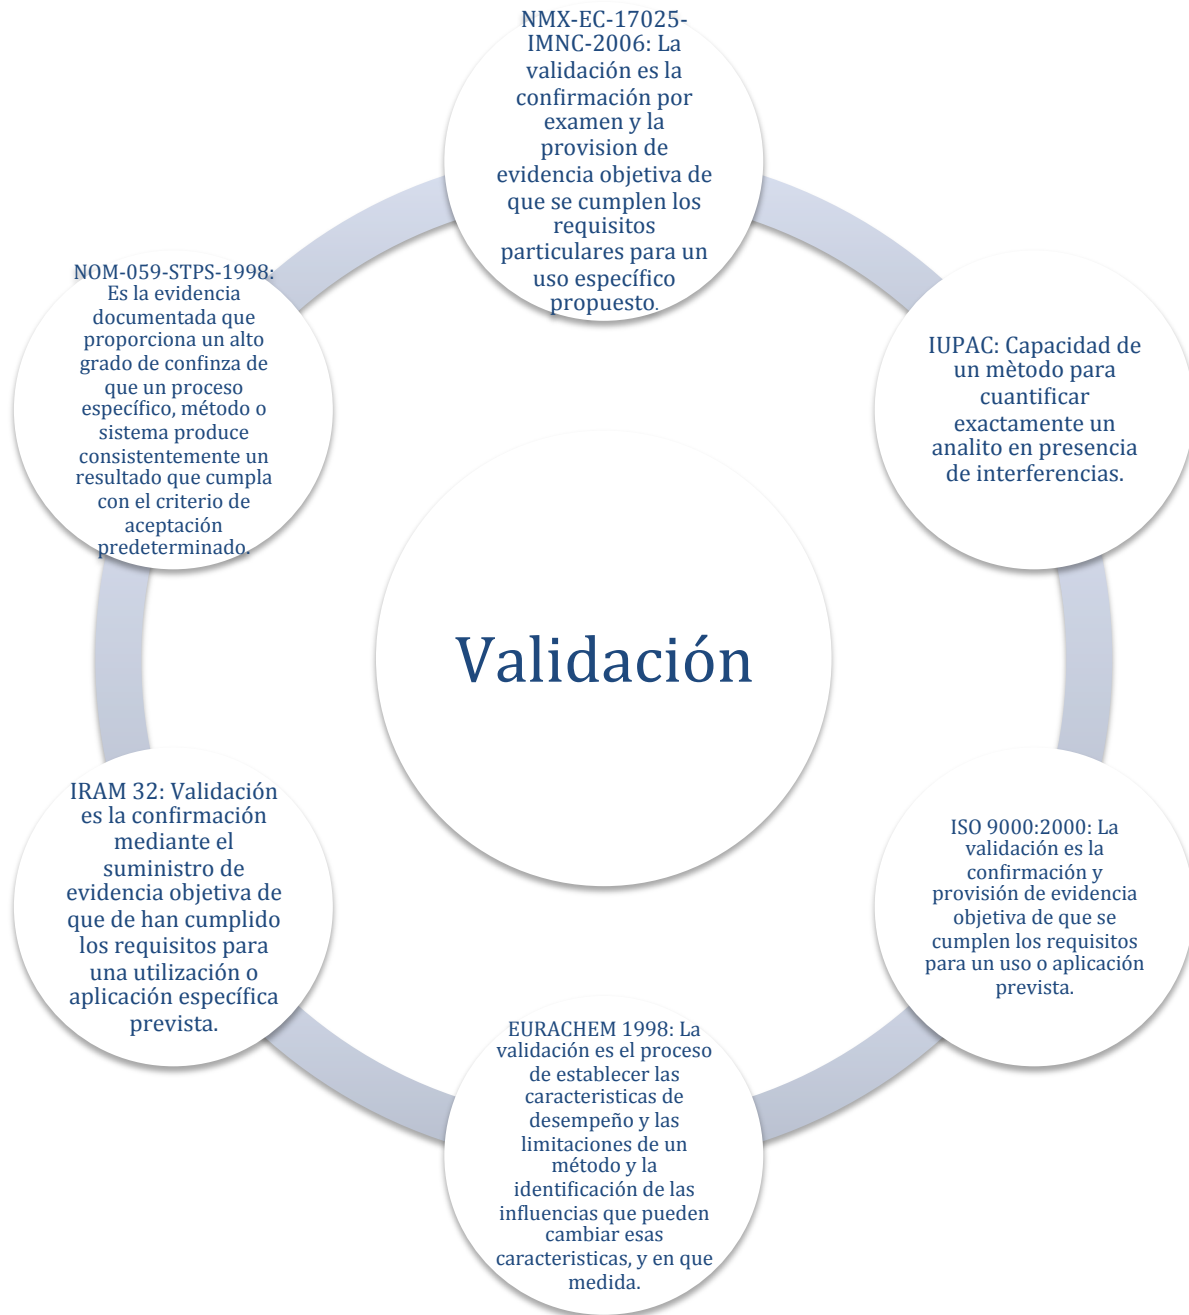 NMX-EC-17025-
IMNC-2006: La
validación es la
confirmación por
examen y la
provision de
evidencia objetiva de
que se cumplen los
requisitos
particulares para un
uso específico
propuesto.
IUPAC: Capacidad de
un mètodo para
cuantificar
exactamente un
analito en presencia
de interferencias.
ISO 9000:2000: La
validación es la
confirmación y
provisión de evidencia
objetiva de que se
cumplen los requisitos
para un uso o aplicación
prevista.
EURACHEM 1998: La
validación es el proceso
de establecer las
caracteristicas de
desempeño y las
limitaciones de un
método y la
identificación de las
influencias que pueden
cambiar esas
caracteristicas, y en que
medida.
IRAM 32: Validación
es la confirmación
mediante el
suministro de
evidencia objetiva de
que de han cumplido
los requisitos para
una utilización o
aplicación específica
prevista.
NOM-059-STPS-1998:
Es la evidencia
documentada que
proporciona un alto
grado de confinza de
que un proceso
específico, método o
sistema produce
consistentemente un
resultado que cumpla
con el criterio de
aceptación
predeterminado.
Validación